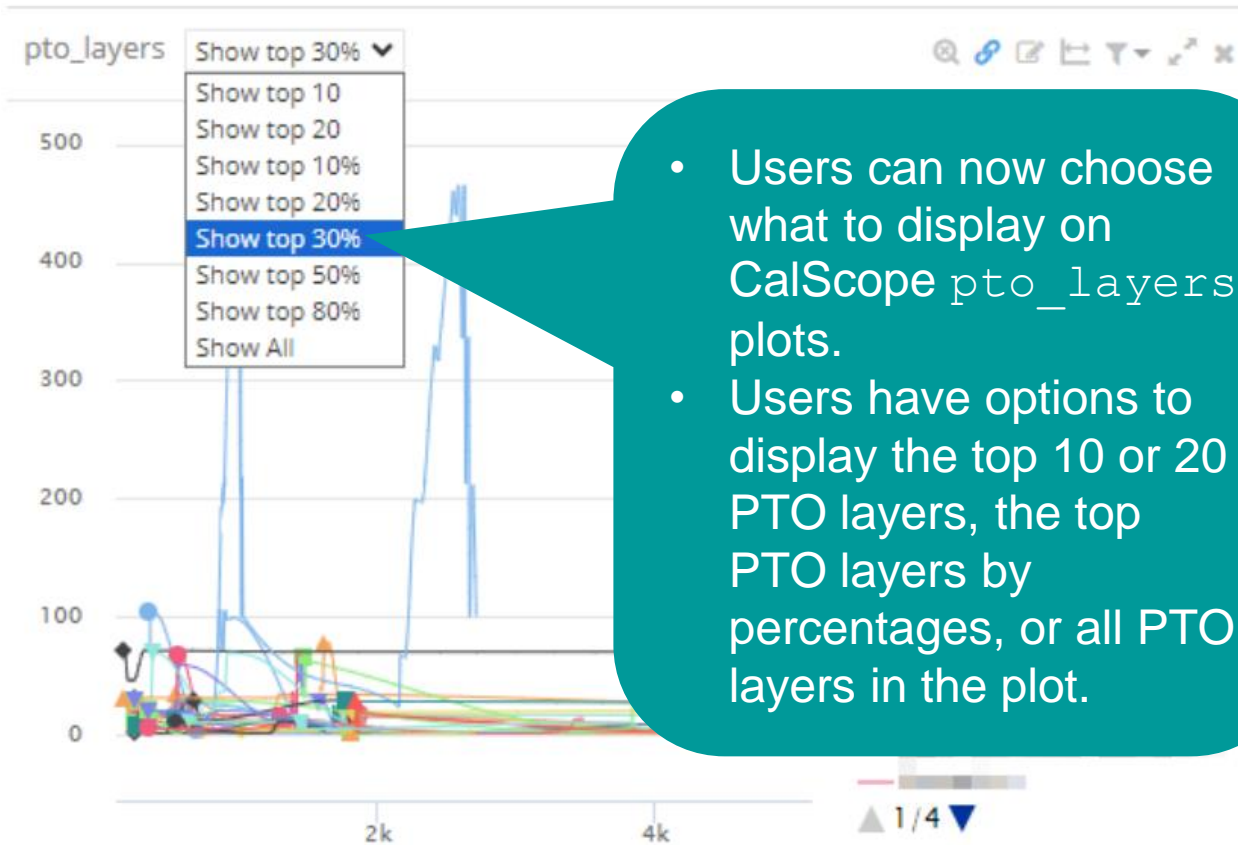 pto_layers Show top 30%
Show top 10
Show top 20
Show top 10%
Show top 20%
Show top 30%
Show top 50%
Show top 80%
Show All
500
400
300
200
100
0
2k 4k
• Users can now choose
what to display on
CalScope pto_layers
plots.
• Users have options to
display the top 10 or 20
PTO layers, the top
PTO layers by
percentages, or all PTO
layers in the plot.
1/4